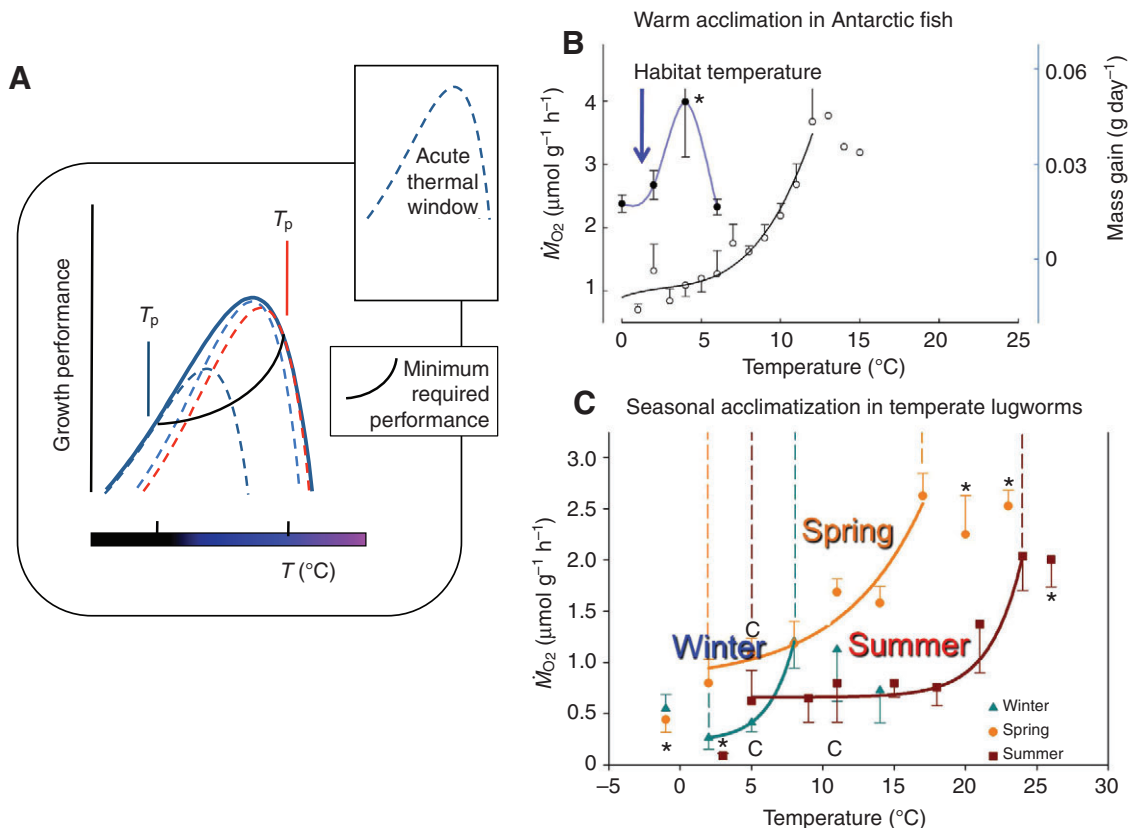 A
Acute
thermal
window
Growth performance
Tp
Tp
Minimum
required
performance
T (°C)
Warm acclimation in Antarctic fish
B
Habitat temperature
*
ṀO2 (μmol g–1 h–1)
4
3
2
1
0.06
0.03
0
Mass gain (g day–1)
0 5 10 15 20 25
Temperature (°C)
C Seasonal acclimatization in temperate lugworms
ṀO2 (μmol g–1 h–1)
3.0
2.5
2.0
1.5
1.0
0.5
0
Spring
Winter
Summer
C
* *
*
* * C C
Winter
Spring
Summer
–5 0 5 10 15 20 25 30
Temperature (°C)